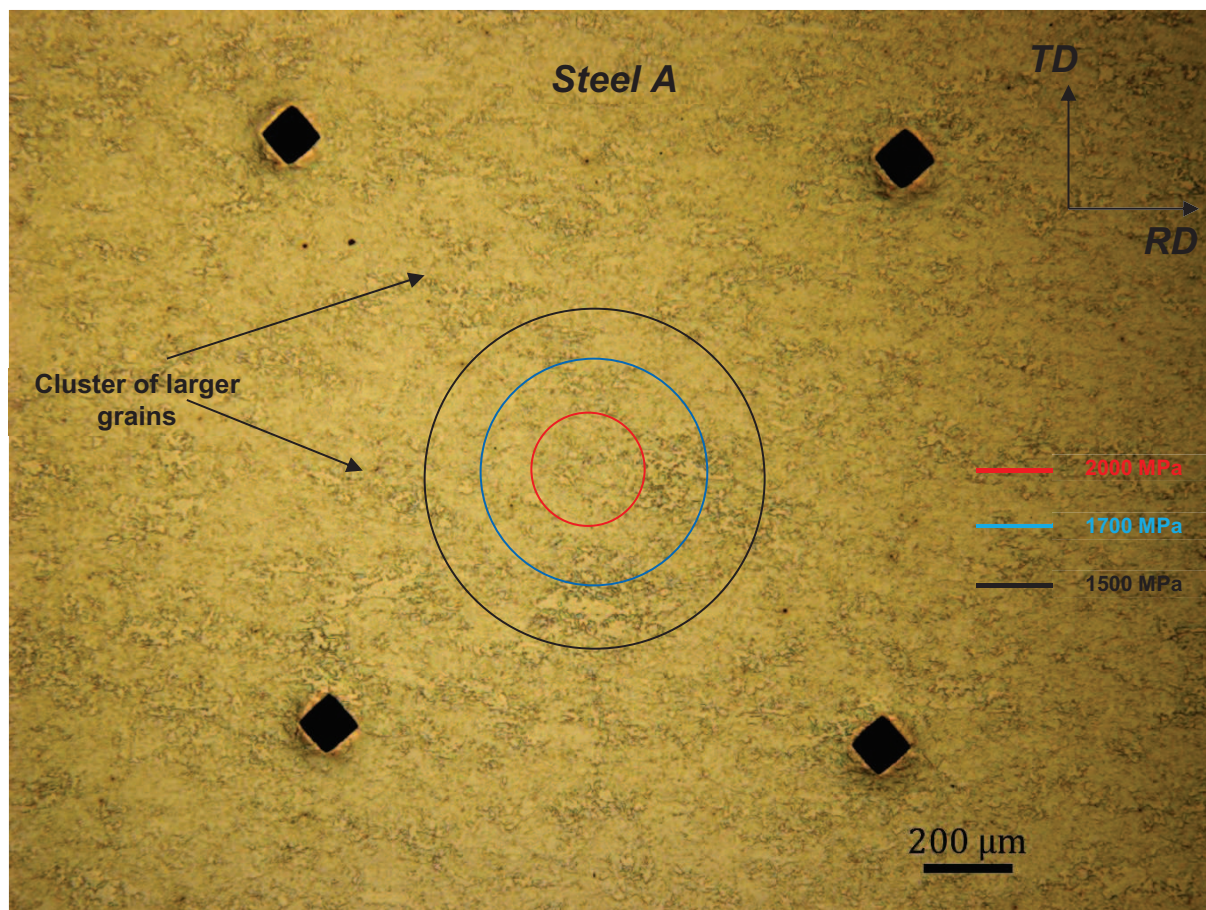 Steel A
TD
RD
Cluster of larger
grains
2000 MPa
1700 MPa
1500 MPa
200 μm